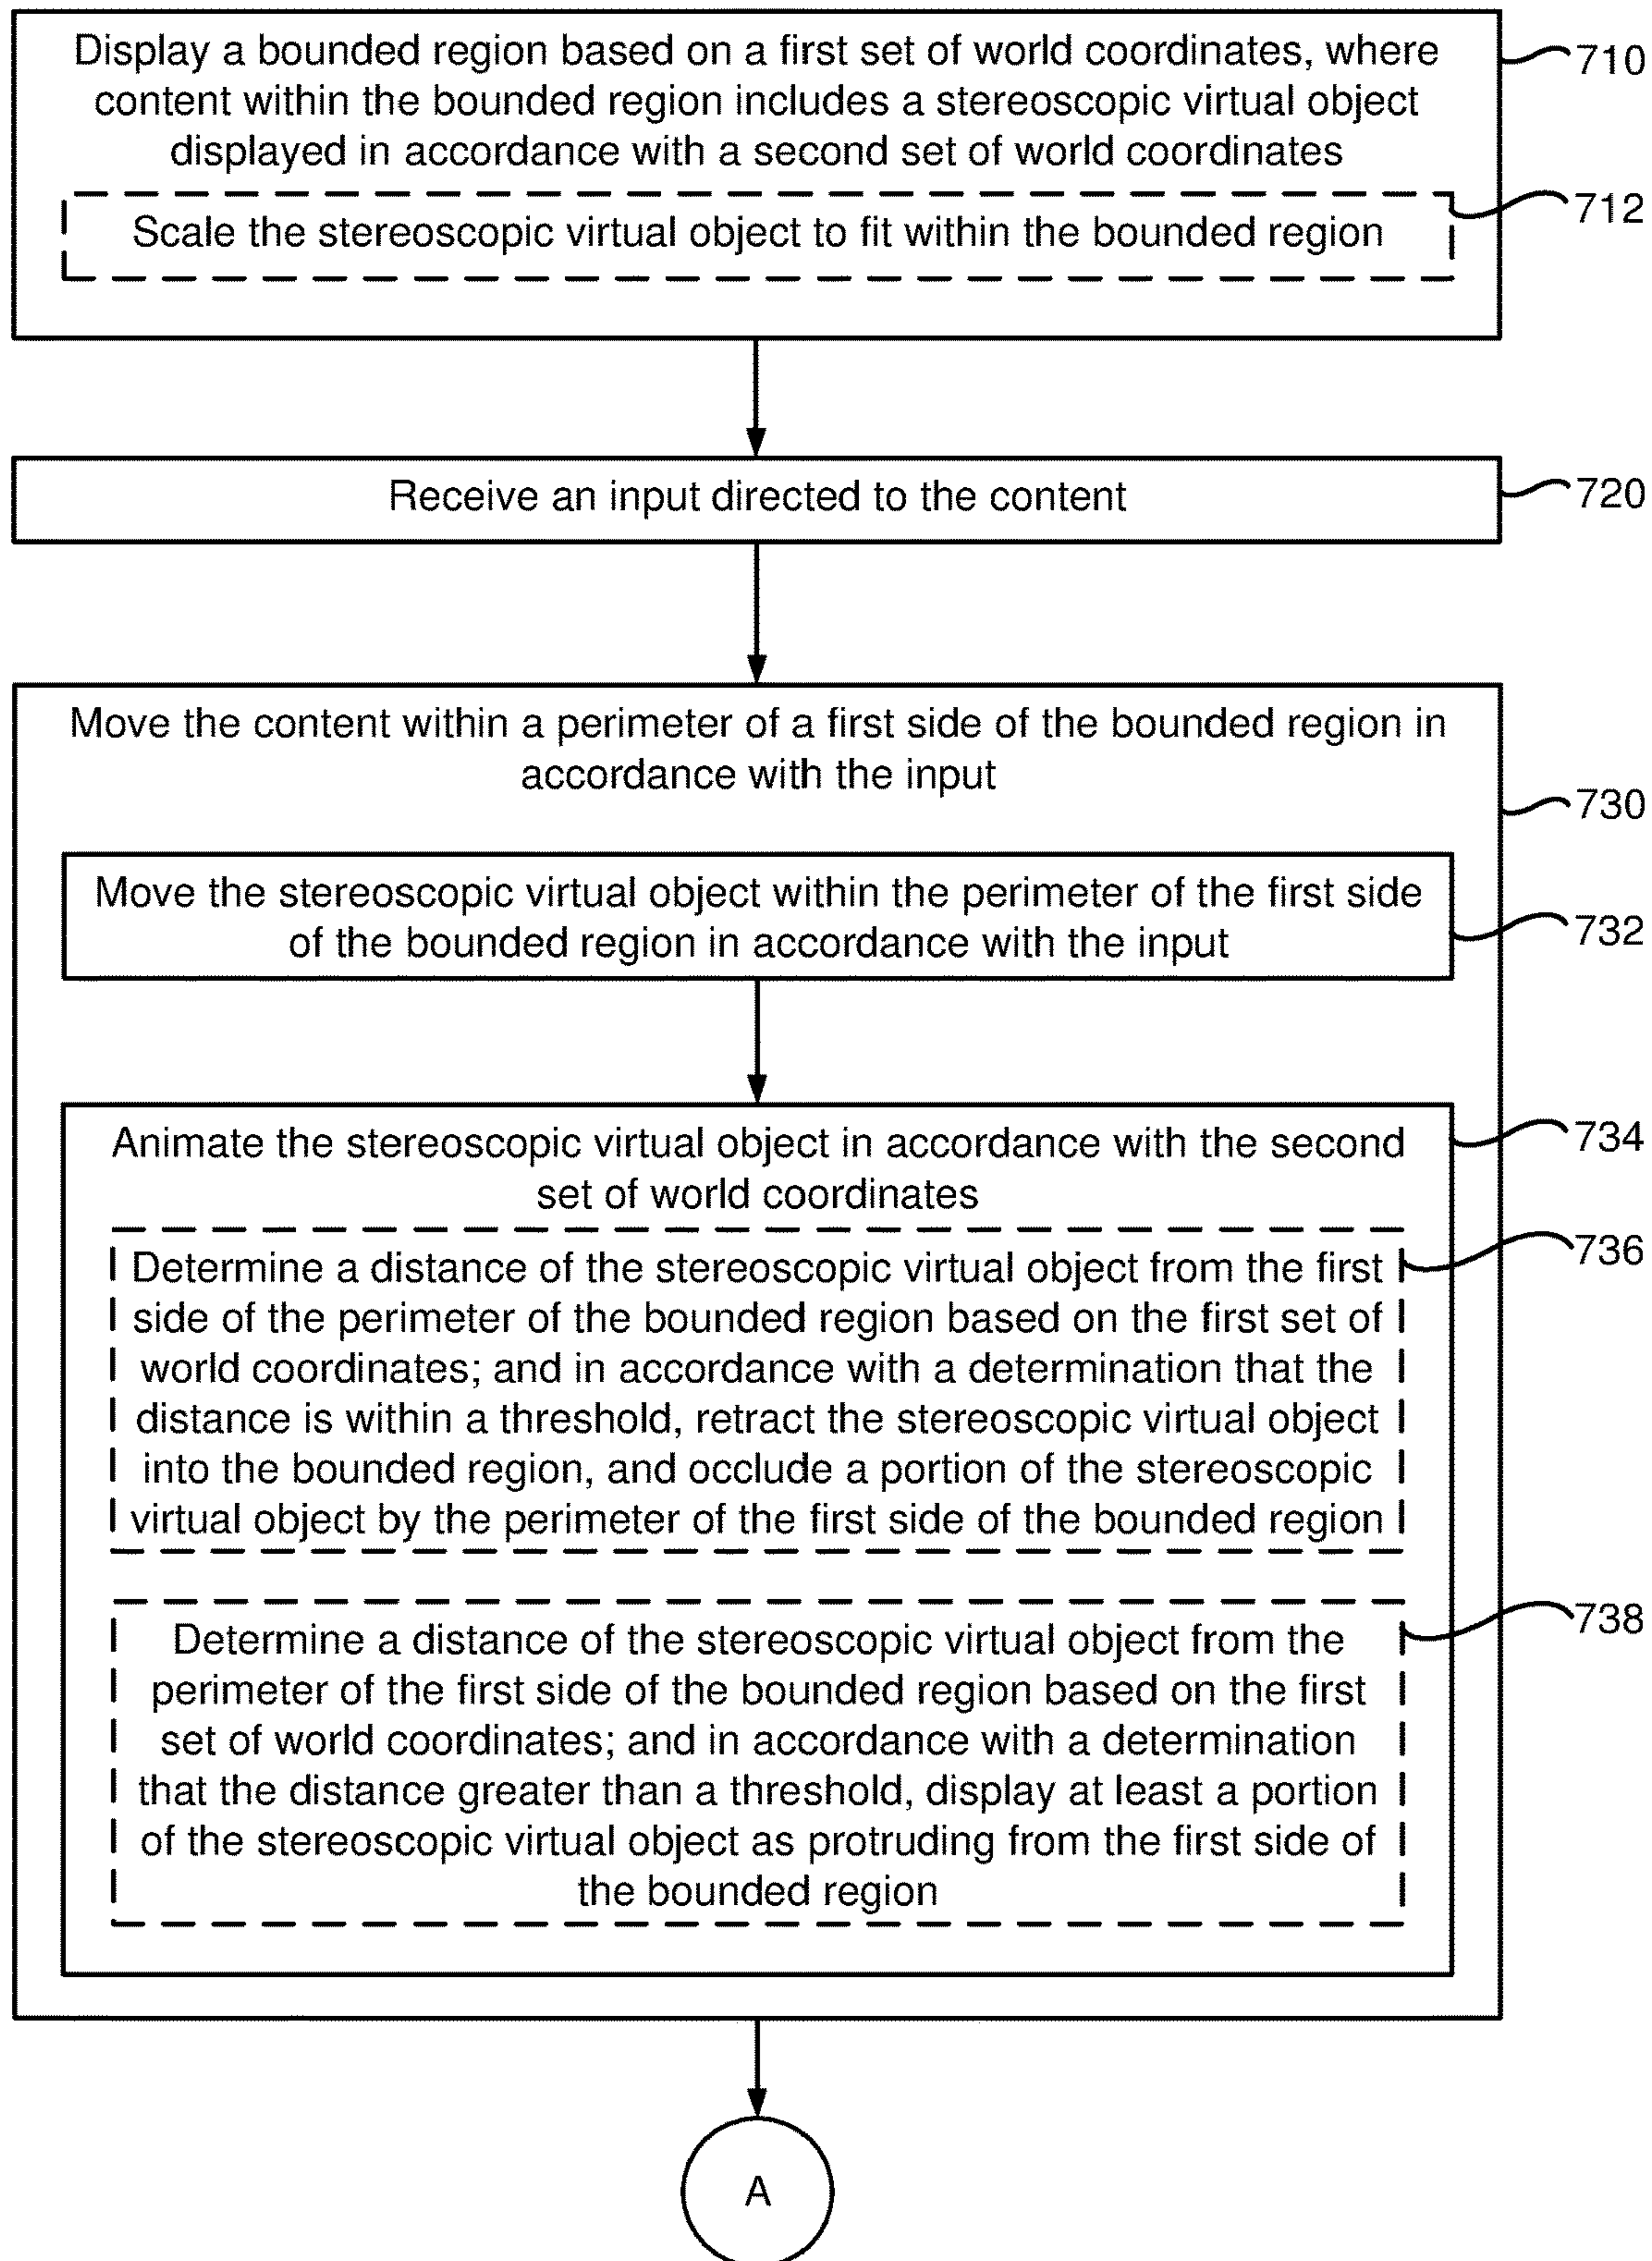 Display a bounded region based on a first set of world coordinates, where
content within the bounded region includes a stereoscopic virtual object
displayed in accordance with a second set of world coordinates
710
Scale the stereoscopic virtual object to fit within the bounded region
712
Receive an input directed to the content
720
Move the content within a perimeter of a first side of the bounded region in
accordance with the input
730
Move the stereoscopic virtual object within the perimeter of the first side
of the bounded region in accordance with the input
732
Animate the stereoscopic virtual object in accordance with the second
set of world coordinates
734
Determine a distance of the stereoscopic virtual object from the first
side of the perimeter of the bounded region based on the first set of
world coordinates; and in accordance with a determination that the
distance is within a threshold, retract the stereoscopic virtual object
into the bounded region, and occlude a portion of the stereoscopic
virtual object by the perimeter of the first side of the bounded region
736
Determine a distance of the stereoscopic virtual object from the
perimeter of the first side of the bounded region based on the first
set of world coordinates; and in accordance with a determination
that the distance greater than a threshold, display at least a portion
of the stereoscopic virtual object as protruding from the first side of
the bounded region
738
A